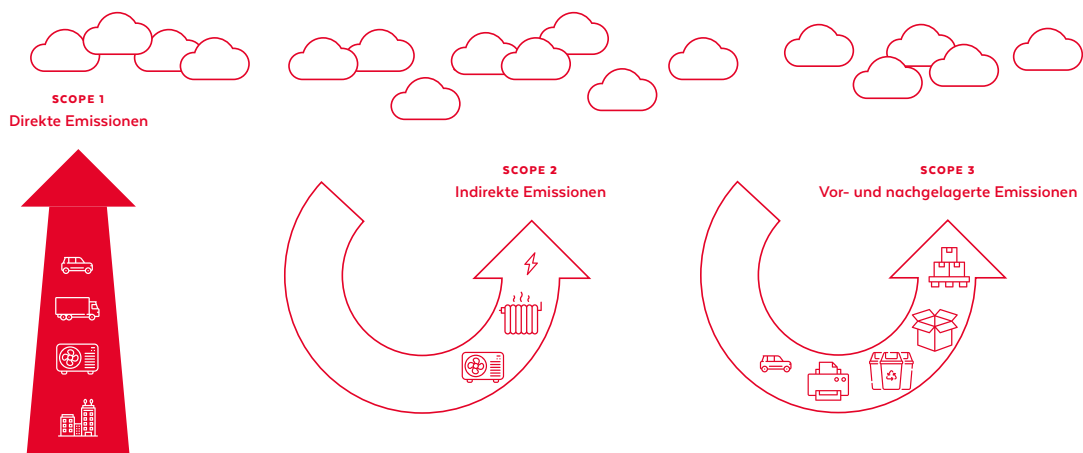 SCOPE 1
Direkte Emissionen
SCOPE 2
Indirekte Emissionen
SCOPE 3
Vor- und nachgelagerte Emissionen